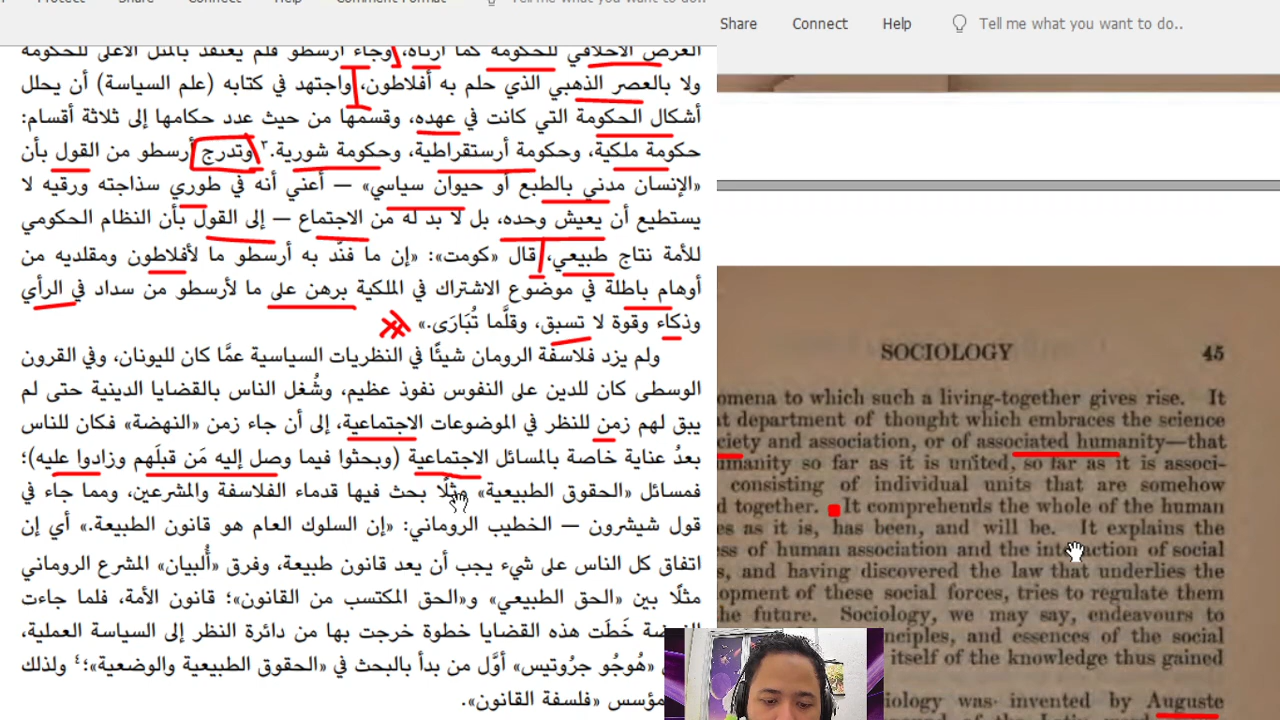 Share Connect Help Tell me what you want to do..
الغرض الأخلاقي للحكومة كما ارتآه، وجاء أرسطو فلم يعتقد بالمثل الأعلى للحكومة
ولا بالعصر الذهبي الذي حلم به أفلاطون، واجتهد في كتابه (علم السياسة) أن يحلل
أشكال الحكومة التي كانت في عهده، وقسمها من حيث عدد حكامها إلى ثلاثة أقسام:
حكومة ملكية، وحكومة أرستقراطية، وحكومة شورية.٣ وتدرج أرسطو من القول بأن
«الإنسان مدني بالطبع أو حيوان سياسي» — أعني أنه في طوري سذاجته ورقيه لا
يستطيع أن يعيش وحده، بل لا بد له من الاجتماع — إلى القول بأن النظام الحكومي
للأمة نتاج طبيعي، قال «كومت»: «إن ما فنَّد به أرسطو ما لأفلاطون ومقلديه من
أوهام باطلة في موضوع الاشتراك في الملكية برهن على ما لأرسطو من سداد في الرأي
وذكاء وقوة لا تسبق، وقلَّما تُبَارَى.»
ولم يزد فلاسفة الرومان شيئًا في النظريات السياسية عمَّا كان لليونان، وفي القرون
الوسطى كان للدين على النفوس نفوذ عظيم، وشُغل الناس بالقضايا الدينية حتى لم
يبق لهم زمن للنظر في الموضوعات الاجتماعية، إلى أن جاء زمن «النهضة» فكان للناس
بعدُ عناية خاصة بالمسائل الاجتماعية (وبحثوا فيما وصل إليه مَن قبلَهم وزادوا عليه)؛
فمسائل «الحقوق الطبيعية» مثلًا بحث فيها قدماء الفلاسفة والمشرعين، ومما جاء في
قول شيشرون — الخطيب الروماني: «إن السلوك العام هو قانون الطبيعة.» أي إن
اتفاق كل الناس على شيء يجب أن يعد قانون طبيعة، وفرق «أُلبيان» المشرع الروماني
مثلًا بين «الحق الطبيعي» و«الحق المكتسب من القانون»؛ قانون الأمة، فلما جاءت
خَطَت هذه القضايا خطوة خرجت بها من دائرة النظر إلى السياسة العملية،
«هُوجُو جرُوتيس» أوَّل من بدأ بالبحث في «الحقوق الطبيعية والوضعية»؛٤ ولذلك
مؤسس «فلسفة القانون».
SOCIOLOGY 45
omena to which such a living-together gives rise. It
t department of thought which embraces the science
ciety and association, or of associated humanity—that
umanity so far as it is united, so far as it is associ-
consisting of individual units that are somehow
d together. It comprehends the whole of the human
es as it is, has been, and will be. It explains the
ss of human association and the interaction of social
s, and having discovered the law that underlies the
lopment of these social forces, tries to regulate them
he future. Sociology, we may say, endeavours to
nciples, and essences of the social
itself of the knowledge thus gained
iology was invented by Auguste